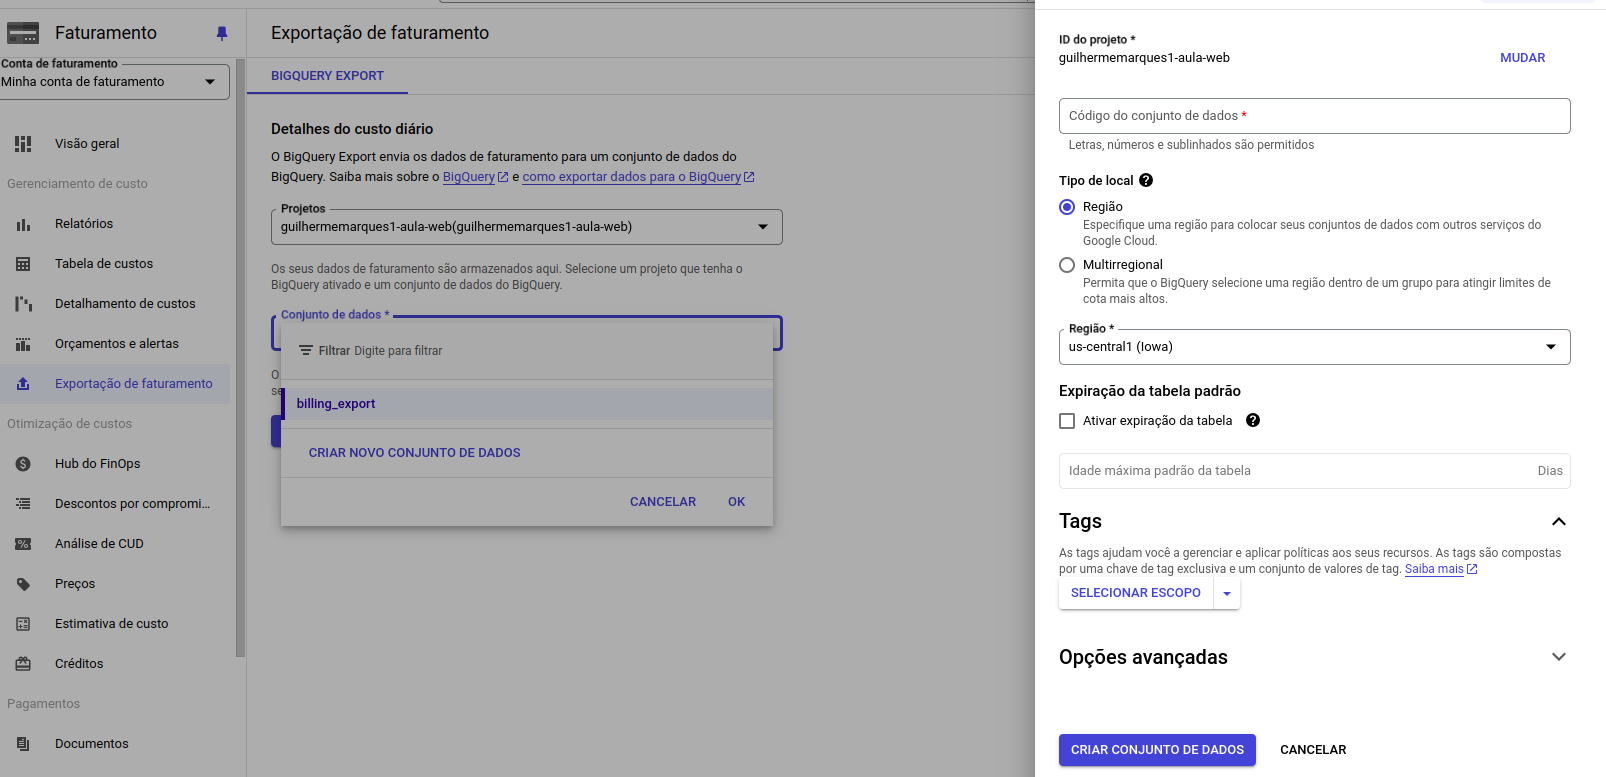 Faturamento
Conta de faturamento
Minha conta de faturamento
Visão geral
Gerenciamento de custo
Relatórios
Tabela de custos
Detalhamento de custos
Orçamentos e alertas
Exportação de faturamento
Otimização de custos
Hub do FinOps
Descontos por compromi...
Análise de CUD
Preços
Estimativa de custo
Créditos
Pagamentos
Documentos
Exportação de faturamento
BIGQUERY EXPORT
Detalhes do custo diário
O BigQuery Export envia os dados de faturamento para um conjunto de dados do
BigQuery. Saiba mais sobre o BigQuery e como exportar dados para o BigQuery
Projetos
guilhermemarques1-aula-web(guilhermemarques1-aula-web)
Os seus dados de faturamento são armazenados aqui. Selecione um projeto que tenha o
BigQuery ativado e um conjunto de dados do BigQuery.
Conjunto de dados *
Filtrar Digite para filtrar
O
se
billing_export
CRIAR NOVO CONJUNTO DE DADOS
CANCELAR OK
ID do projeto *
guilhermemarques1-aula-web MUDAR
Código do conjunto de dados *
Letras, números e sublinhados são permitidos
Tipo de local
Região
Especifique uma região para colocar seus conjuntos de dados com outros serviços do
Google Cloud.
Multirregional
Permita que o BigQuery selecione uma região dentro de um grupo para atingir limites de
cota mais altos.
Região *
us-central1 (Iowa)
Expiração da tabela padrão
Ativar expiração da tabela
Idade máxima padrão da tabela Dias
Tags
As tags ajudam você a gerenciar e aplicar políticas aos seus recursos. As tags são compostas
por uma chave de tag exclusiva e um conjunto de valores de tag. Saiba mais
SELECIONAR ESCOPO
Opções avançadas
CRIAR CONJUNTO DE DADOS CANCELAR